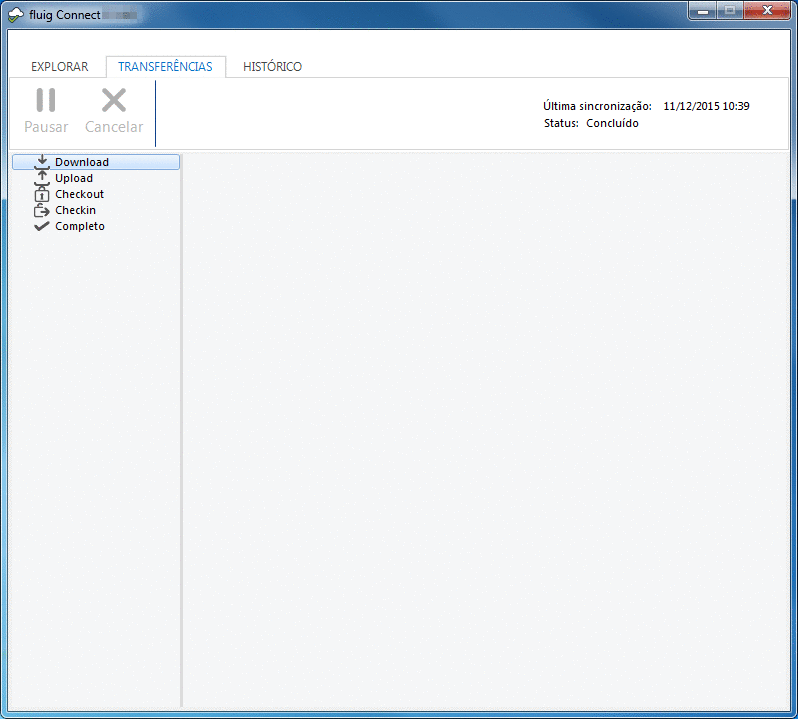 fluig Connect
EXPLORAR
TRANSFERÊNCIAS
HISTÓRICO
Pausar
Cancelar
Última sincronização: 11/12/2015 10:39
Status: Concluído
Download
Upload
Checkout
Checkin
Completo